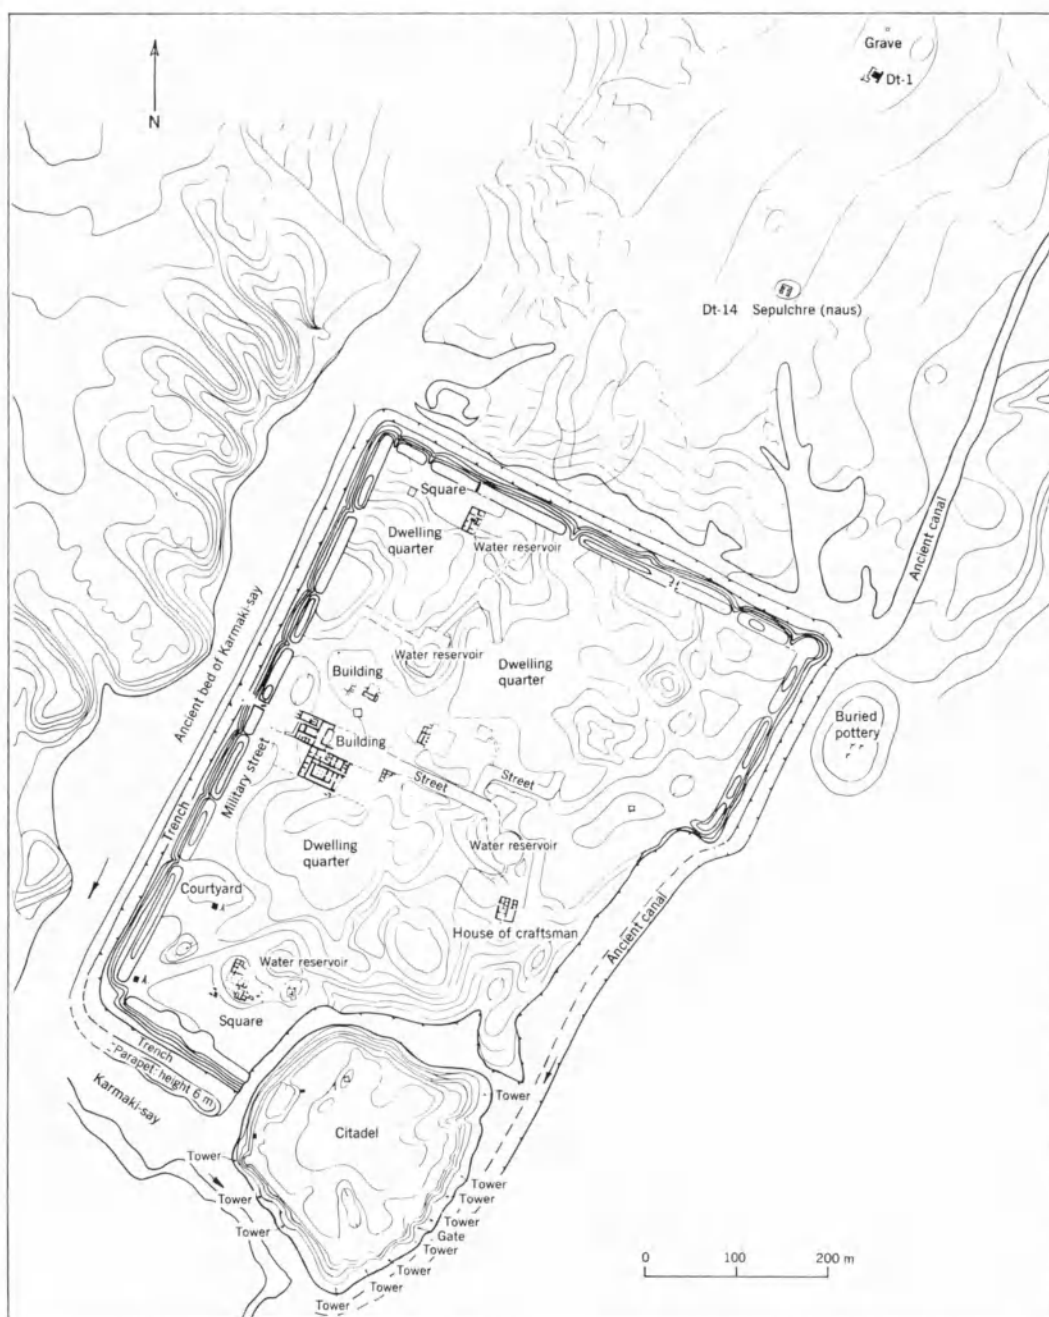 Grave
Dt-1
N
Dt-14 Sepulchre (naus)
Ancient canal
Square
Dwelling
quarter
Water reservoir
Ancient bed of Karmaki-say
Water reservoir
Dwelling
quarter
Building
Buried
pottery
Building
Military street
Street
Street
Trench
Dwelling
quarter
Water reservoir
Courtyard
A
House of craftsman
Ancient canal
Water reservoir
A
Square
Trench
Parapet: height 6 m
Karmaki-say
Tower
Citadel
Tower
Tower
Tower
Tower
Tower
Tower
Gate
Tower
Tower
Tower
Tower
0 100 200 m